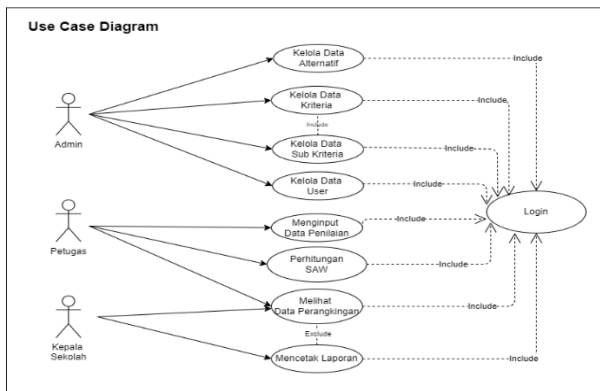 Use Case Diagram
Kelola Data
Alternatif
Include
Kelola Data
Kriteria
Include
Include
Admin
Kelola Data
Sub Kriteria
Include
Kelola Data
User
Include
Login
Menginput
Data Penilaian
Include
Petugas
Perhitungan
SAW
Include
Melihat
Data Perangkingan
Include
Exclude
Kepala
Sekolah
Mencetak Laporan
Include